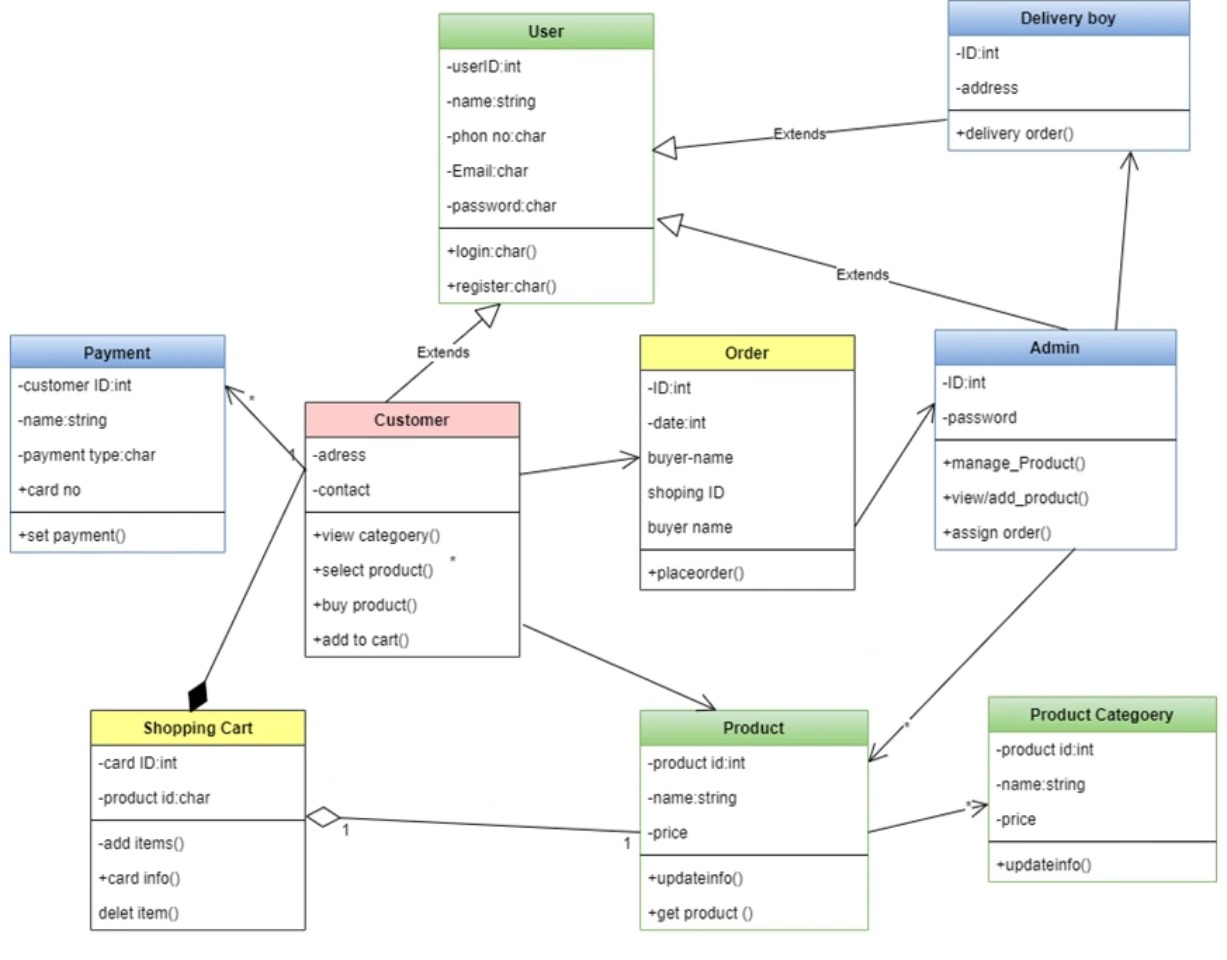 User
-userID:int
-name:string
-phon no:char
-Email:char
-password:char
+login:char()
+register:char()
Delivery boy
-ID:int
-address
+delivery order()
Extends
Extends
Extends
Payment
-customer ID:int
-name:string
-payment type:char
+card no
+set payment()
*
1
Customer
-adress
-contact
+view categoery()
+select product()
*
+buy product()
+add to cart()
Order
-ID:int
-date:int
buyer-name
shoping ID
buyer name
+placeorder()
Admin
-ID:int
-password
+manage_Product()
+view/add_product()
+assign order()
*
Shopping Cart
-card ID:int
-product id:char
-add items()
+card info()
delet item()
1
1
Product
-product id:int
-name:string
-price
+updateinfo()
+get product ()
*
Product Categoery
-product id:int
-name:string
-price
+updateinfo()